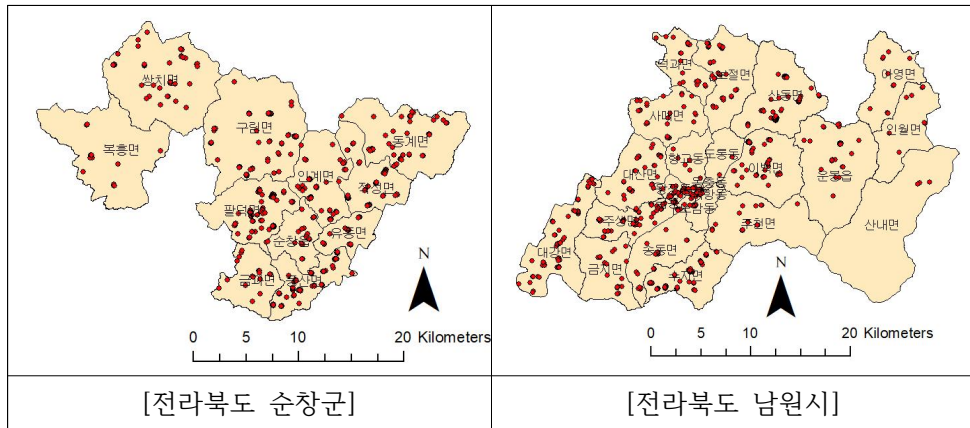 쌍치면
복흥면
구림면
동계면
인계면
적성면
팔덕면
순창읍
유등면
금과면
풍산면
N
0 5 10 20 Kilometers
[전라북도 순창군]
덕과면
보절면
산동면
아영면
사매면
인월면
대산면
향교동
도통동
이백면
운봉읍
산내면
주생면
주천면
대강면
금지면
송동면
수지면
N
0 5 10 20 Kilometers
[전라북도 남원시]